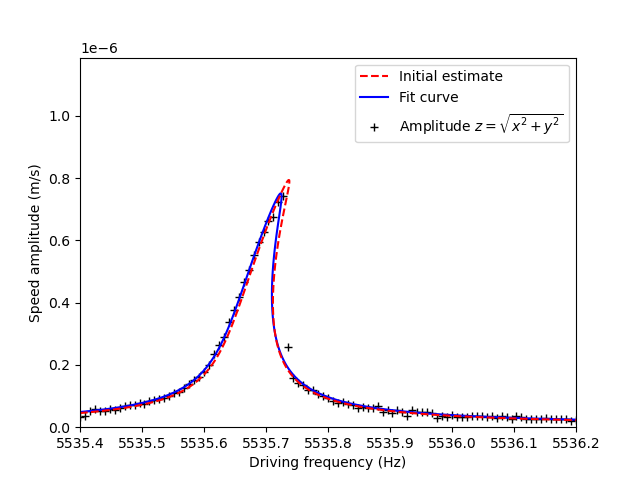 1e−6
Initial estimate
Fit curve
Amplitude z = √x² + y²
1.0
0.8
0.6
0.4
0.2
0.0
Speed amplitude (m/s)
5535.4 5535.5 5535.6 5535.7 5535.8 5535.9 5536.0 5536.1 5536.2
Driving frequency (Hz)